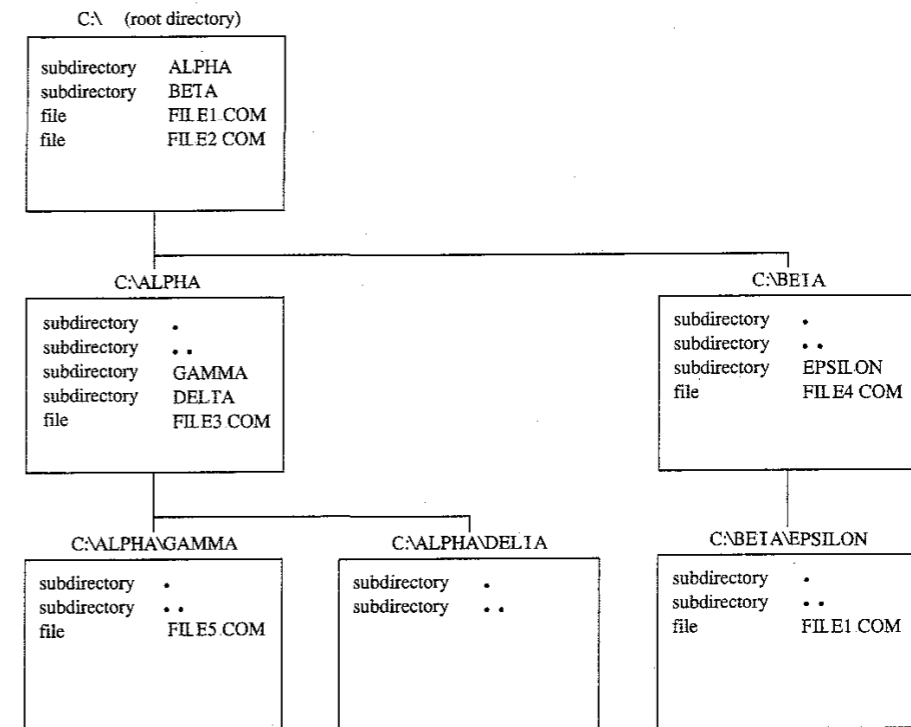 C:\ (root directory)
subdirectory ALPHA
subdirectory BETA
file FILE1.COM
file FILE2 COM
C:\ALPHA
subdirectory .
subdirectory . .
subdirectory GAMMA
subdirectory DELTA
file FILE3.COM
C:\BETA
subdirectory .
subdirectory . .
subdirectory EPSILON
file FILE4 COM
C:\ALPHA\GAMMA
subdirectory .
subdirectory . .
file FILE5.COM
C:\ALPHA\DELTA
subdirectory .
subdirectory . .
C:\BETA\EPSILON
subdirectory .
subdirectory . .
file FILE1.COM